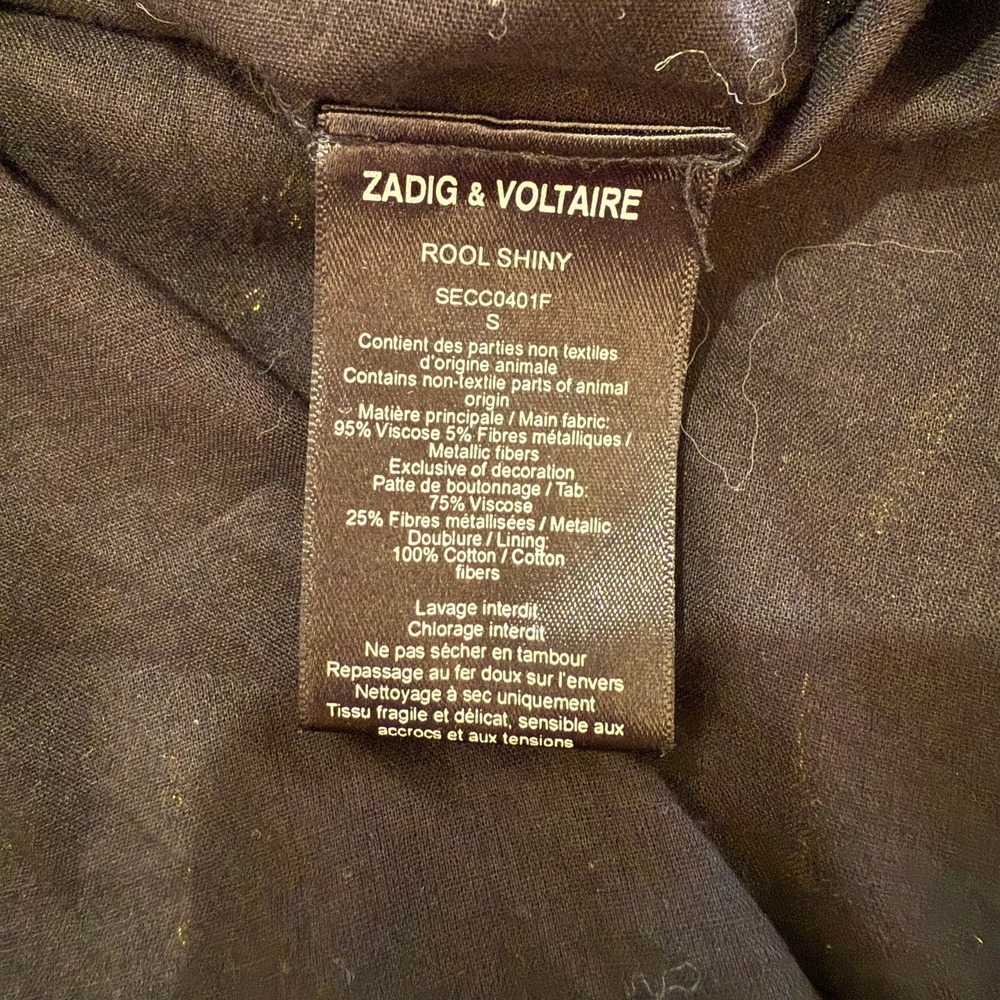 ZADIG & VOLTAIRE
ROOL SHINY
SECC0401F
S
Contient des parties non textiles
d'origine animale
Contains non-textile parts of animal
origin
Matière principale / Main fabric:
95% Viscose 5% Fibres métalliques /
Metallic fibers
Exclusive of decoration
Patte de boutonnage / Tab:
75% Viscose
25% Fibres métallisées / Metallic
Doublure / Lining:
100% Cotton / Cotton
fibers
Lavage interdit
Chlorage interdit
Ne pas sécher en tambour
Repassage au fer doux sur l'envers
Nettoyage à sec uniquement
Tissu fragile et délicat, sensible aux
accrocs et aux tensions